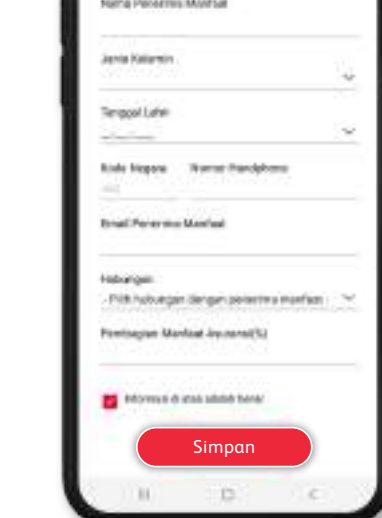 Nama Penerima Manfaat
Jenis Kelamin
Tanggal Lahir
Kode Negara Nomor Handphone
Email Penerima Manfaat
Hubungan
- Pilih hubungan dengan penerima manfaat -
Pembagian Manfaat Asuransi(%)
Informasi di atas adalah benar
Simpan